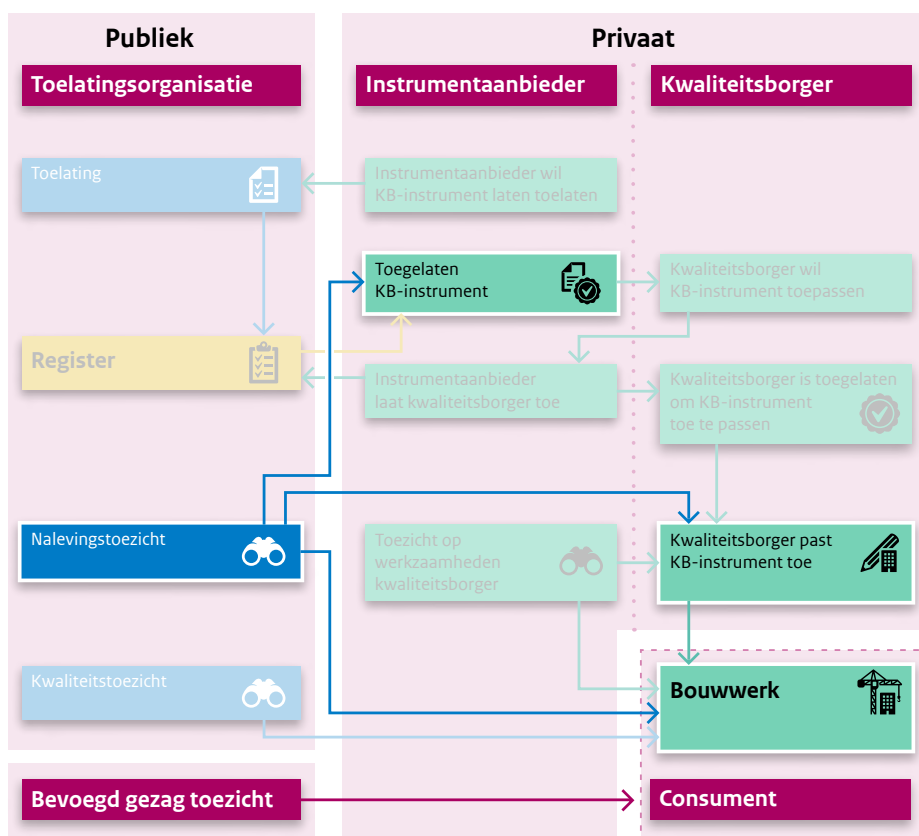 Publiek
Privaat
Toelatingsorganisatie
Instrumentaanbieder
Kwaliteitsborger
Toelating
Instrumentaanbieder wil
KB-instrument laten toelaten
Toegelaten
KB-instrument
Kwaliteitsborger wil
KB-instrument toepassen
Register
Instrumentaanbieder
laat kwaliteitsborger toe
Kwaliteitsborger is toegelaten
om KB-instrument
toe te passen
Nalevingstoezicht
Toezicht op
werkzaamheden
kwaliteitsborger
Kwaliteitsborger past
KB-instrument toe
Kwaliteitstoezicht
Bouwwerk
Bevoegd gezag toezicht
Consument